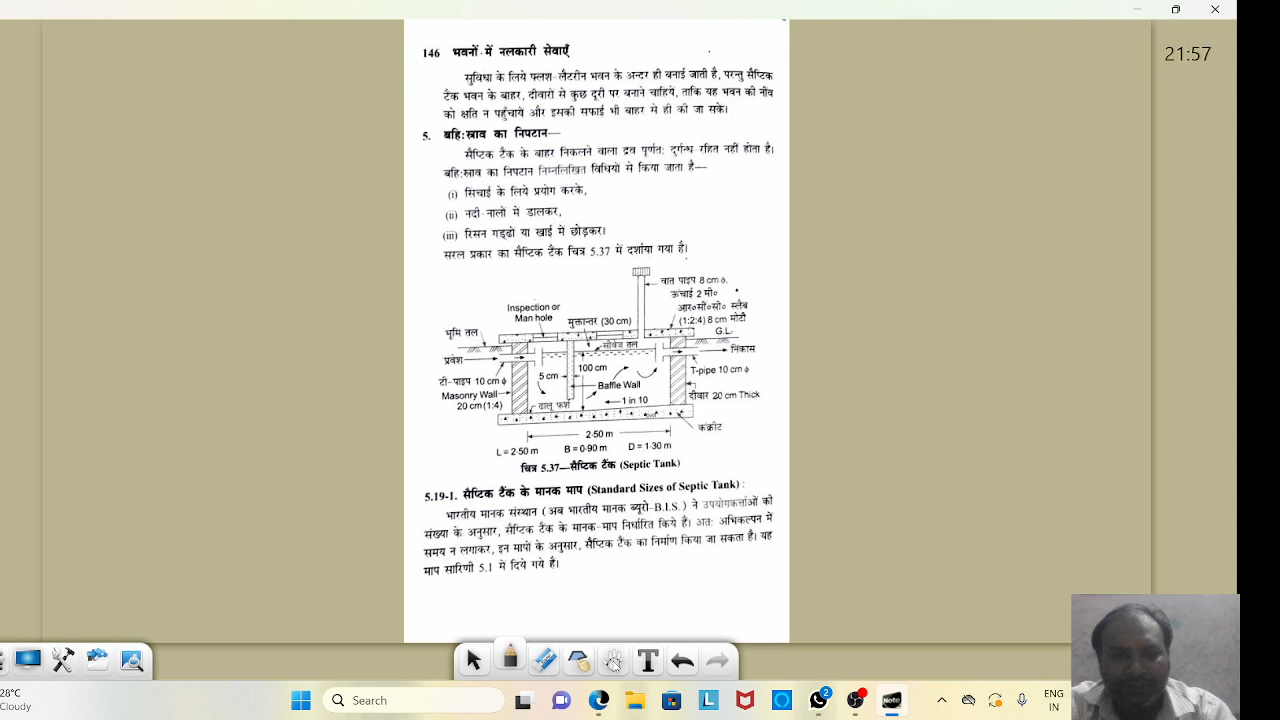 21:57
146 भवनों में नलकारी सेवाएँ
सुविधा के लिये फ्लश-लैटरीन भवन के अन्दर ही बनाई जाती है, परन्तु सैप्टिक
टैंक भवन के बाहर, दीवारों से कुछ दूरी पर बनाने चाहिये, ताकि यह भवन की नींव
को क्षति न पहुँचाये और इसकी सफाई भी बाहर से ही की जा सके।
5. बहि:स्राव का निपटान—
सैप्टिक टैंक के बाहर निकलने वाला द्रव पूर्णत: दुर्गन्ध-रहित नहीं होता है।
बहि:स्राव का निपटान निम्नलिखित विधियों से किया जाता है—
(i) सिंचाई के लिये प्रयोग करके,
(ii) नदी-नालों में डालकर,
(iii) रिसन गड्ढों या खाई में छोड़कर।
सरल प्रकार का सैप्टिक टैंक चित्र 5.37 में दर्शाया गया है।
वात पाइप 8 cm ϕ.
ऊंचाई 2 मी०
आर०सी०सी० स्लैब
(1:2:4) 8 cm मोटी
G.L.
Inspection or
Man hole
मुक्तान्तर (30 cm)
भूमि तल
सीवेज तल
प्रवेश
निकास
100 cm
टी-पाइप 10 cm ϕ
5 cm
T-pipe 10 cm ϕ
Baffle Wall
Masonry Wall
20 cm (1:4)
दीवार 20 cm Thick
ढालू फर्श
1 in 10
कंक्रीट
2·50 m
L = 2·50 m B = 0·90 m D = 1·30 m
चित्र 5.37—सैप्टिक टैंक (Septic Tank)
5.19-1. सैप्टिक टैंक के मानक माप (Standard Sizes of Septic Tank) :
भारतीय मानक संस्थान (अब भारतीय मानक ब्यूरो-B.I.S.) ने उपयोगकर्त्ताओं की
संख्या के अनुसार, सैप्टिक टैंक के मानक-माप निर्धारित किये हैं। अत: अभिकल्पन में
समय न लगाकर, इन मापों के अनुसार, सैप्टिक टैंक का निर्माण किया जा सकता है। यह
माप सारिणी 5.1 में दिये गये हैं।
T
28°C
Cloudy
Search
L
2
Note
ENG
IN